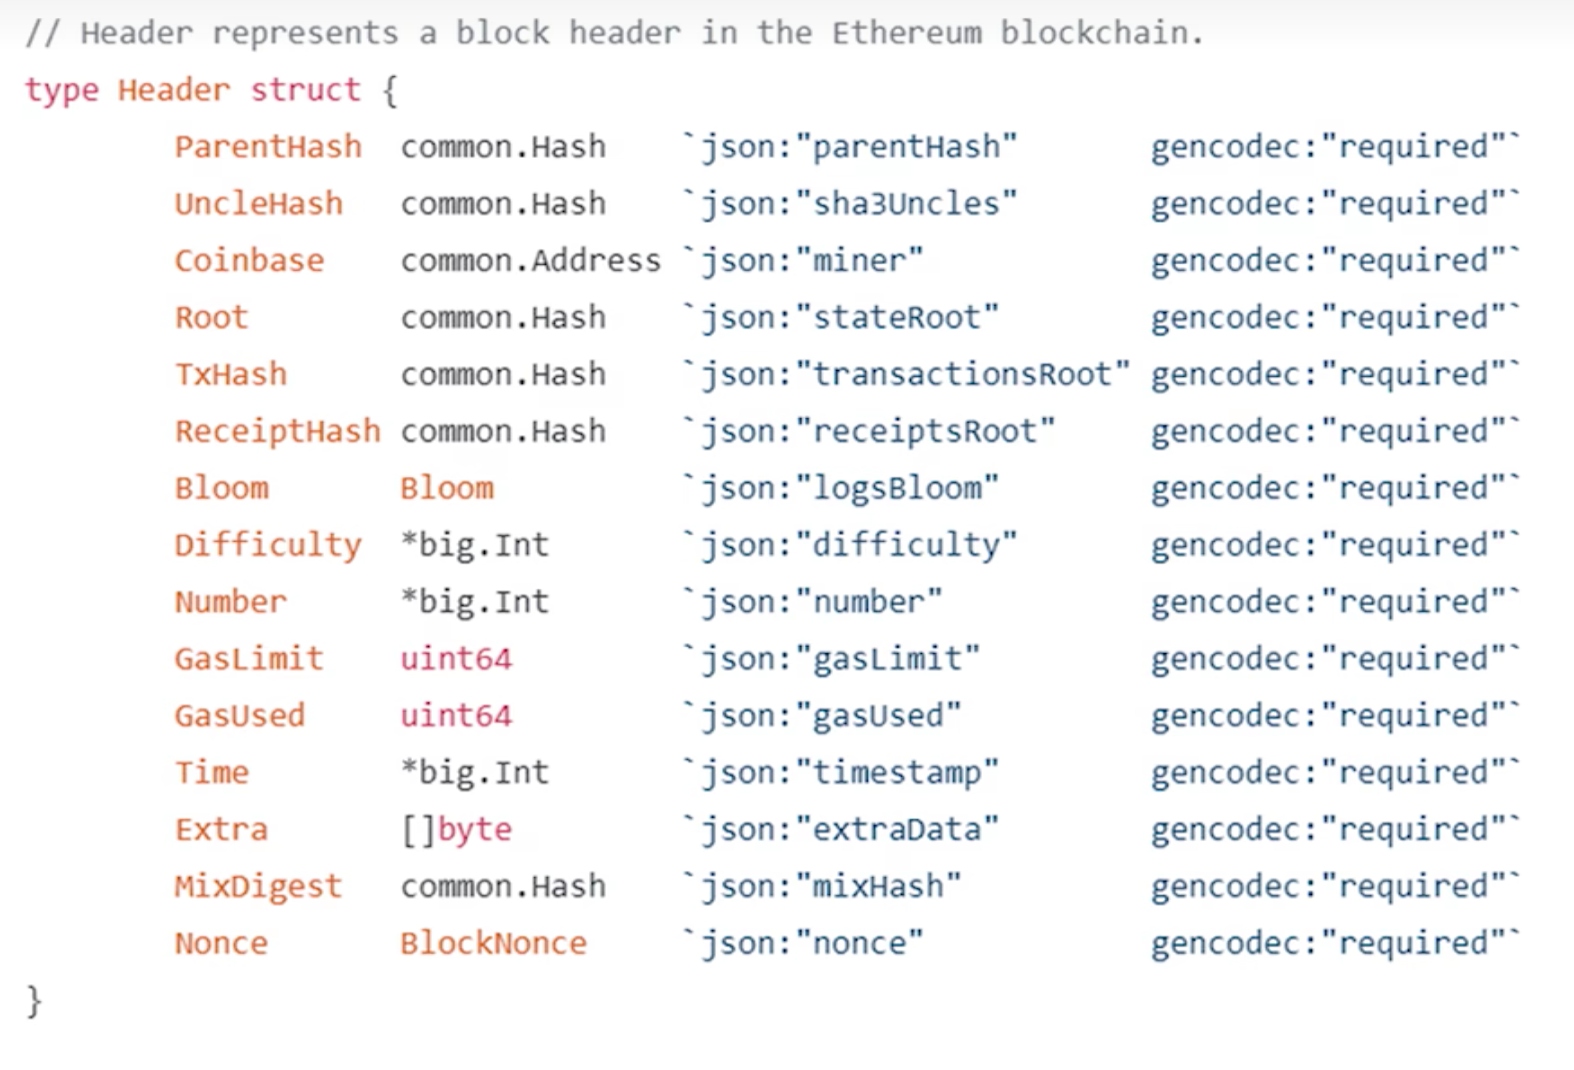 // Header represents a block header in the Ethereum blockchain.
type Header struct {
ParentHash common.Hash `json:"parentHash" gencodec:"required"`
UncleHash common.Hash `json:"sha3Uncles" gencodec:"required"`
Coinbase common.Address `json:"miner" gencodec:"required"`
Root common.Hash `json:"stateRoot" gencodec:"required"`
TxHash common.Hash `json:"transactionsRoot" gencodec:"required"`
ReceiptHash common.Hash `json:"receiptsRoot" gencodec:"required"`
Bloom Bloom `json:"logsBloom" gencodec:"required"`
Difficulty *big.Int `json:"difficulty" gencodec:"required"`
Number *big.Int `json:"number" gencodec:"required"`
GasLimit uint64 `json:"gasLimit" gencodec:"required"`
GasUsed uint64 `json:"gasUsed" gencodec:"required"`
Time *big.Int `json:"timestamp" gencodec:"required"`
Extra []byte `json:"extraData" gencodec:"required"`
MixDigest common.Hash `json:"mixHash" gencodec:"required"`
Nonce BlockNonce `json:"nonce" gencodec:"required"`
}